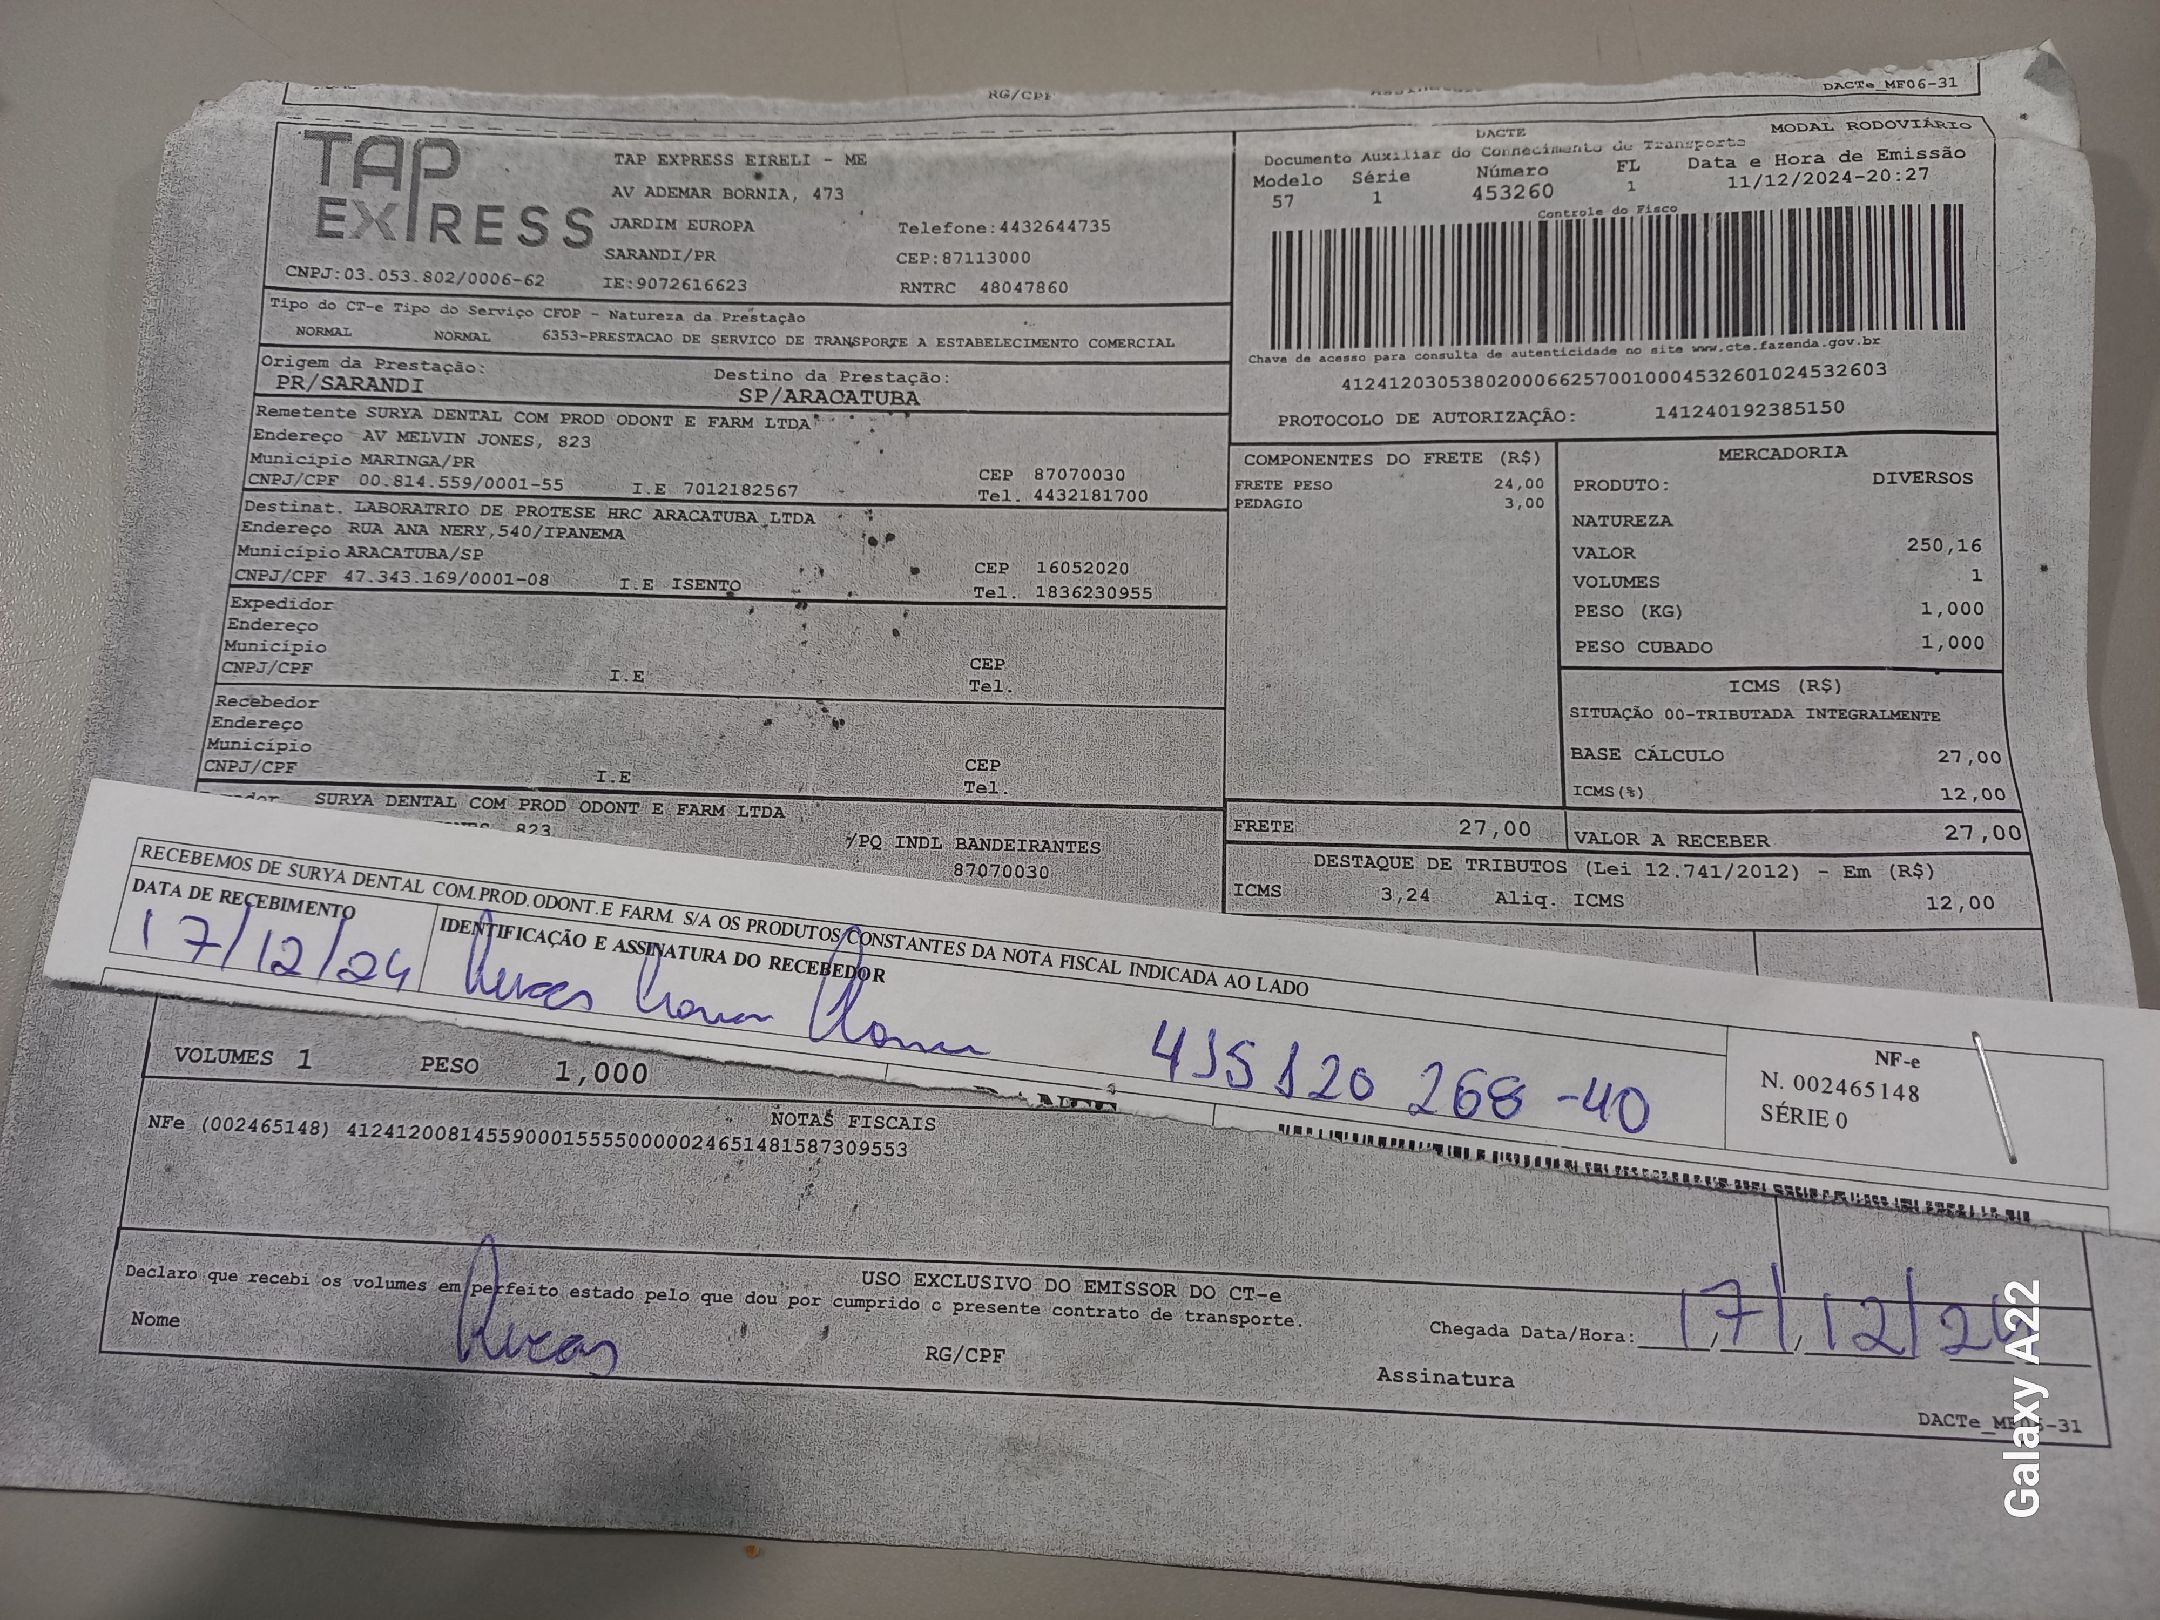 RG/CPF
DACTe_MF06-31
TAP EXPRESS
TAP EXPRESS EIRELI - ME
AV ADEMAR BORNIA, 473
JARDIM EUROPA Telefone:4432644735
SARANDI/PR CEP:87113000
CNPJ:03.053.802/0006-62 IE:9072616623 RNTRC 48047860
DACTE MODAL RODOVIÁRIO
Documento Auxiliar do Conhecimento de Transporte
Modelo Série Número FL Data e Hora de Emissão
57 1 453260 1 11/12/2024-20:27
Controle do Fisco
Chave de acesso para consulta de autenticidade no site www.cte.fazenda.gov.br
41241203053802000662570010004532601024532603
PROTOCOLO DE AUTORIZAÇÃO: 141240192385150
Tipo do CT-e Tipo do Serviço CFOP - Natureza da Prestação
NORMAL NORMAL 6353-PRESTACAO DE SERVICO DE TRANSPORTE A ESTABELECIMENTO COMERCIAL
Origem da Prestação: Destino da Prestação:
PR/SARANDI SP/ARACATUBA
Remetente SURYA DENTAL COM PROD ODONT E FARM LTDA
Endereço AV MELVIN JONES, 823
Município MARINGA/PR CEP 87070030
CNPJ/CPF 00.814.559/0001-55 I.E 7012182567 Tel. 4432181700
Destinat. LABORATRIO DE PROTESE HRC ARACATUBA LTDA
Endereço RUA ANA NERY,540/IPANEMA
Município ARACATUBA/SP CEP 16052020
CNPJ/CPF 47.343.169/0001-08 I.E ISENTO Tel. 1836230955
Expedidor
Endereço
Município CEP
CNPJ/CPF I.E Tel.
Recebedor
Endereço
Município CEP
CNPJ/CPF I.E Tel.
SURYA DENTAL COM PROD ODONT E FARM LTDA
823 /PQ INDL BANDEIRANTES
87070030
COMPONENTES DO FRETE (R$)
FRETE PESO 24,00
PEDAGIO 3,00
MERCADORIA
PRODUTO: DIVERSOS
NATUREZA
VALOR 250,16
VOLUMES 1
PESO (KG) 1,000
PESO CUBADO 1,000
ICMS (R$)
SITUAÇÃO 00-TRIBUTADA INTEGRALMENTE
BASE CÁLCULO 27,00
ICMS(%) 12,00
FRETE 27,00 VALOR A RECEBER 27,00
DESTAQUE DE TRIBUTOS (Lei 12.741/2012) - Em (R$)
ICMS 3,24 Aliq. ICMS 12,00
RECEBEMOS DE SURYA DENTAL COM.PROD.ODONT.E FARM. S/A OS PRODUTOS CONSTANTES DA NOTA FISCAL INDICADA AO LADO
DATA DE RECEBIMENTO IDENTIFICAÇÃO E ASSINATURA DO RECEBEDOR
17/12/24
NF-e
N. 002465148
SÉRIE 0
VOLUMES 1 PESO 1,000
NOTAS FISCAIS
NFe (002465148) 41241200814559000155550000024651481587309553
USO EXCLUSIVO DO EMISSOR DO CT-e
Declaro que recebi os volumes em perfeito estado pelo que dou por cumprido o presente contrato de transporte.
Nome Lucas RG/CPF Chegada Data/Hora: 17/12/24
Assinatura
DACTe_MF06-31
Galaxy A22